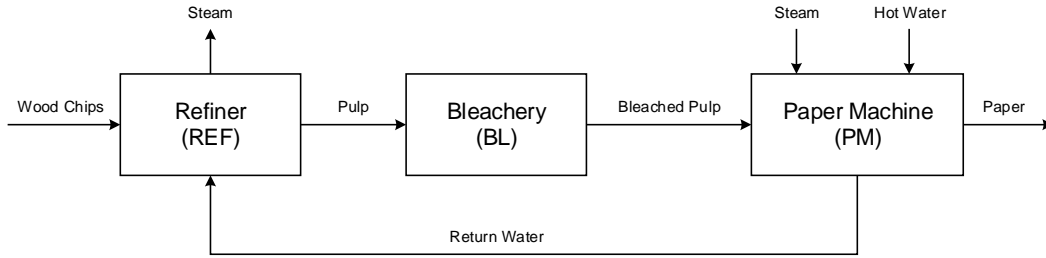 Steam
Steam
Hot Water
Wood Chips
Refiner
(REF)
Pulp
Bleachery
(BL)
Bleached Pulp
Paper Machine
(PM)
Paper
Return Water